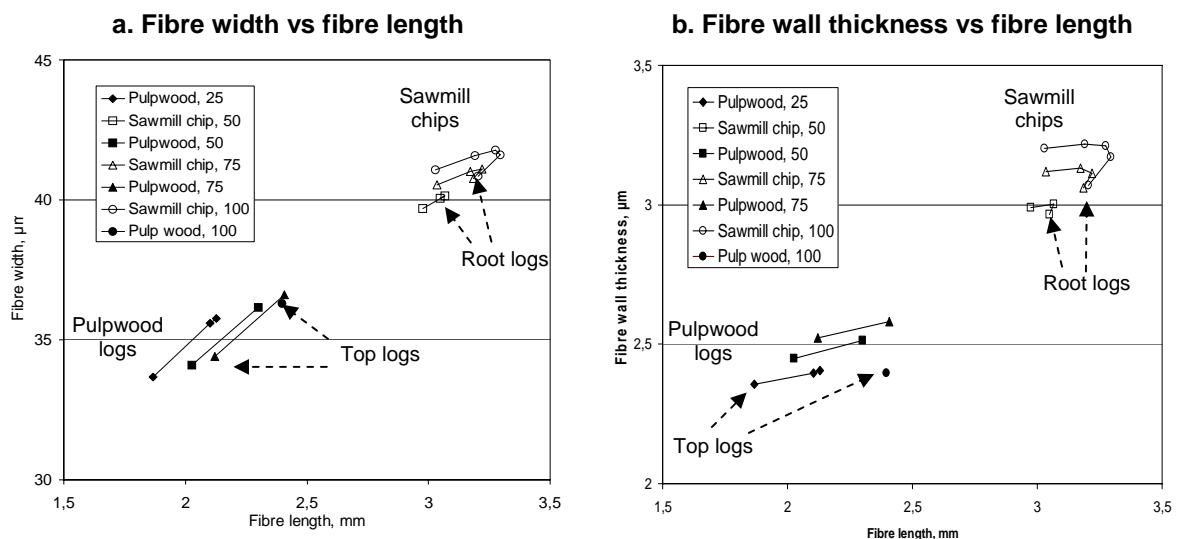 a. Fibre width vs fibre length
45
40
35
30
Fibre width, µm
Pulpwood, 25
Sawmill chip, 50
Pulpwood, 50
Sawmill chip, 75
Pulpwood, 75
Sawmill chip, 100
Pulp wood, 100
Sawmill
chips
Root logs
Pulpwood
logs
Top logs
1,5
2
2,5
3
3,5
Fibre length, mm
b. Fibre wall thickness vs fibre length
3,5
3
2,5
2
Fibre wall thickness, µm
Pulpwood, 25
Sawmill chip, 50
Pulpwood, 50
Sawmill chip, 75
Pulpwood, 75
Sawmill chip, 100
Pulp wood, 100
Sawmill
chips
Root logs
Pulpwood
logs
Top logs
1,5
2
2,5
3
3,5
Fibre length, mm